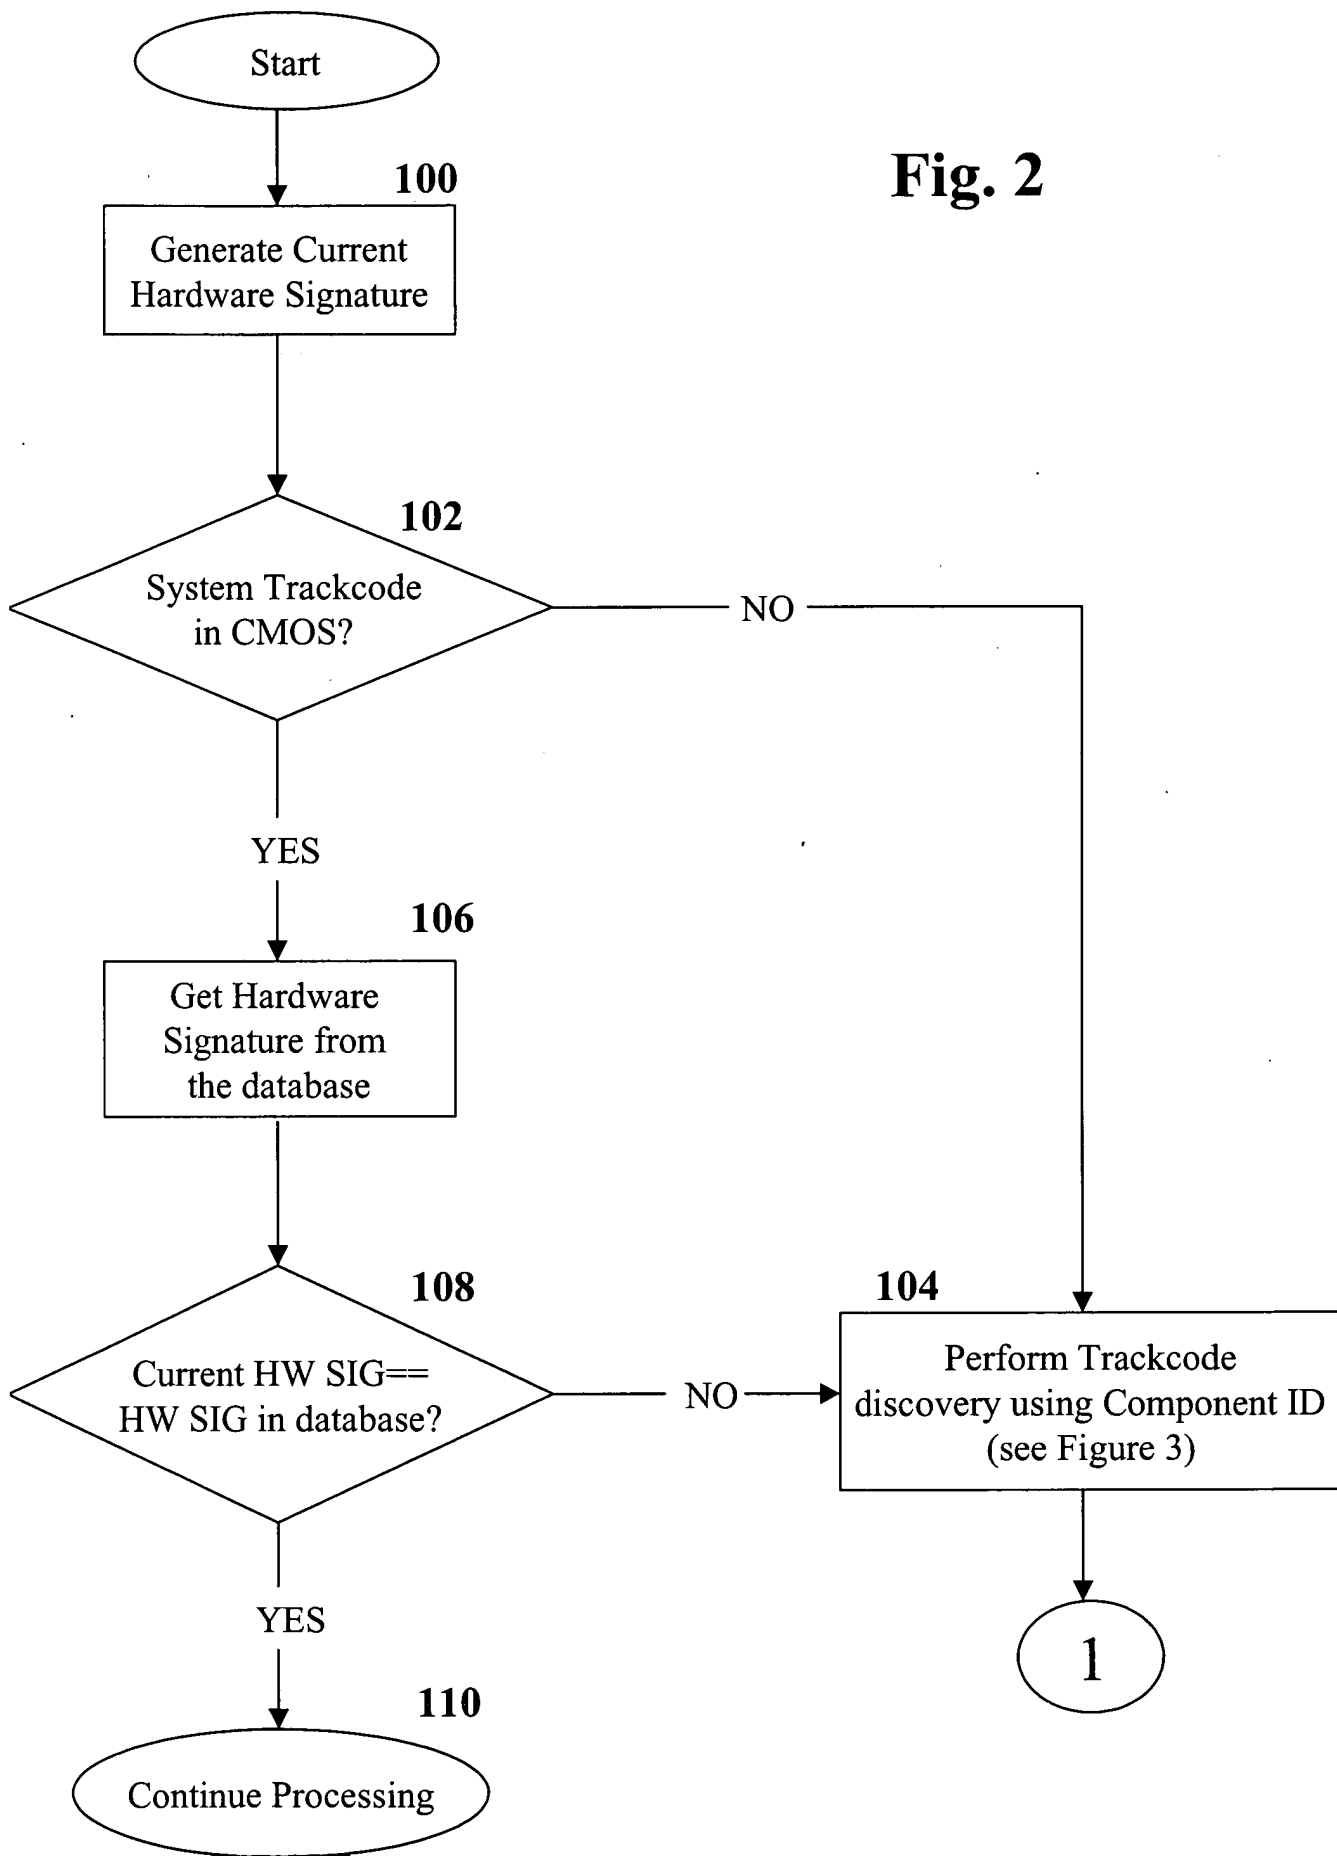 Start
Fig. 2
100
Generate Current
Hardware Signature
102
System Trackcode
in CMOS?
NO
YES
106
Get Hardware
Signature from
the database
108
Current HW SIG==
HW SIG in database?
NO
104
Perform Trackcode
discovery using Component ID
(see Figure 3)
YES
1
110
Continue Processing